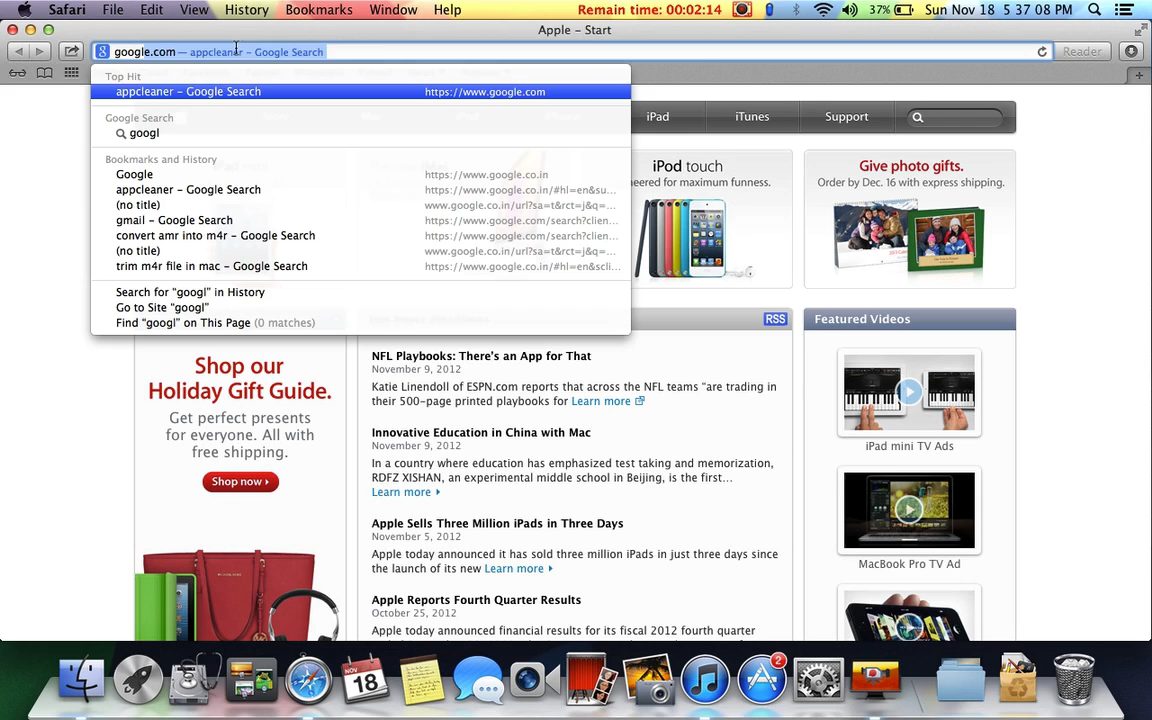 Safari File Edit View History Bookmarks Window Help Remain time: 00:02:14 37% Sun Nov 18 5 37 08 PM
Apple – Start
google.com — appcleaner – Google Search Reader
Top Hit
appcleaner – Google Search https://www.google.com
Google Search
googl
Bookmarks and History
Google https://www.google.co.in
appcleaner – Google Search https://www.google.co.in/#hl=en&su...
(no title) www.google.co.in/url?sa=t&rct=j&q=...
gmail – Google Search https://www.google.com/search?clien...
convert amr into m4r – Google Search https://www.google.com/search?clien...
(no title) www.google.co.in/url?sa=t&rct=j&q=...
trim m4r file in mac – Google Search https://www.google.co.in/#hl=en&scli...
Search for "googl" in History
Go to Site "googl"
Find "googl" on This Page (0 matches)
iPad iTunes Support
iPod touch
neered for maximum funness.
Give photo gifts.
Order by Dec. 16 with express shipping.
RSS
Featured Videos
Shop our
Holiday Gift Guide.
Get perfect presents
for everyone. All with
free shipping.
Shop now
NFL Playbooks: There's an App for That
November 9, 2012
Katie Linendoll of ESPN.com reports that across the NFL teams "are trading in
their 500-page printed playbooks for Learn more
Innovative Education in China with Mac
November 9, 2012
In a country where education has emphasized test taking and memorization,
RDFZ XISHAN, an experimental middle school in Beijing, is the first...
Learn more
Apple Sells Three Million iPads in Three Days
November 5, 2012
Apple today announced it has sold three million iPads in just three days since
the launch of its new Learn more
Apple Reports Fourth Quarter Results
October 25, 2012
Apple today announced financial results for its fiscal 2012 fourth quarter
iPad mini TV Ads
MacBook Pro TV Ad
NOV
18
2